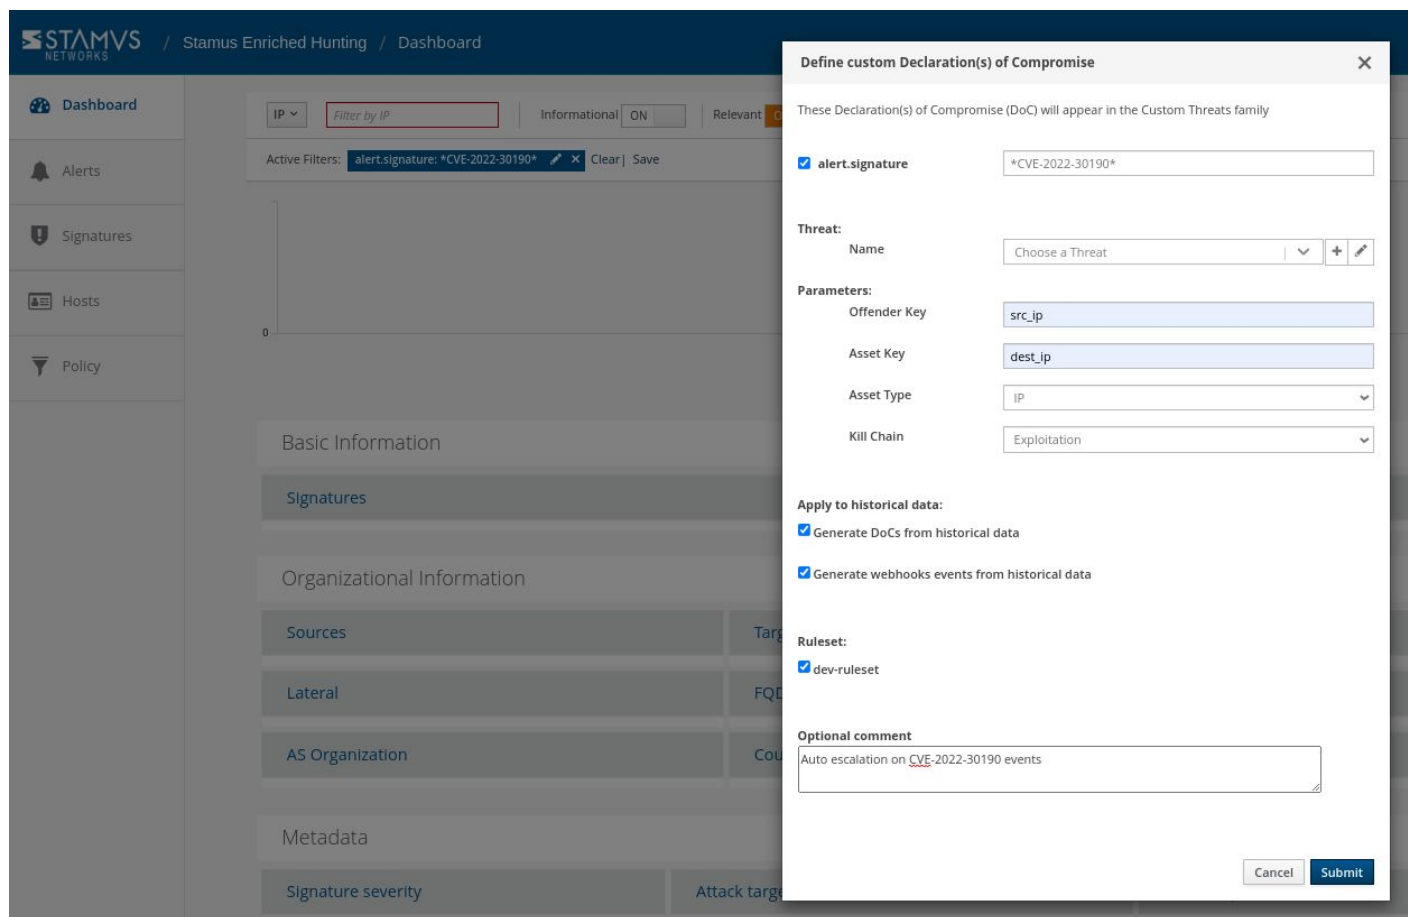 STAMVS
NETWORKS
/ Stamus Enriched Hunting / Dashboard
Dashboard
Alerts
Signatures
Hosts
Policy
IP
Filter by IP
Informational ON
Relevant
Active Filters: alert.signature: *CVE-2022-30190* Clear| Save
0
Basic Information
Signatures
Organizational Information
Sources
Lateral
AS Organization
Metadata
Signature severity
Define custom Declaration(s) of Compromise
These Declaration(s) of Compromise (DoC) will appear in the Custom Threats family
alert.signature *CVE-2022-30190*
Threat:
Name Choose a Threat
Parameters:
Offender Key src_ip
Asset Key dest_ip
Asset Type IP
Kill Chain Exploitation
Apply to historical data:
Generate DoCs from historical data
Generate webhooks events from historical data
Ruleset:
dev-ruleset
Optional comment
Auto escalation on CVE-2022-30190 events
Cancel Submit